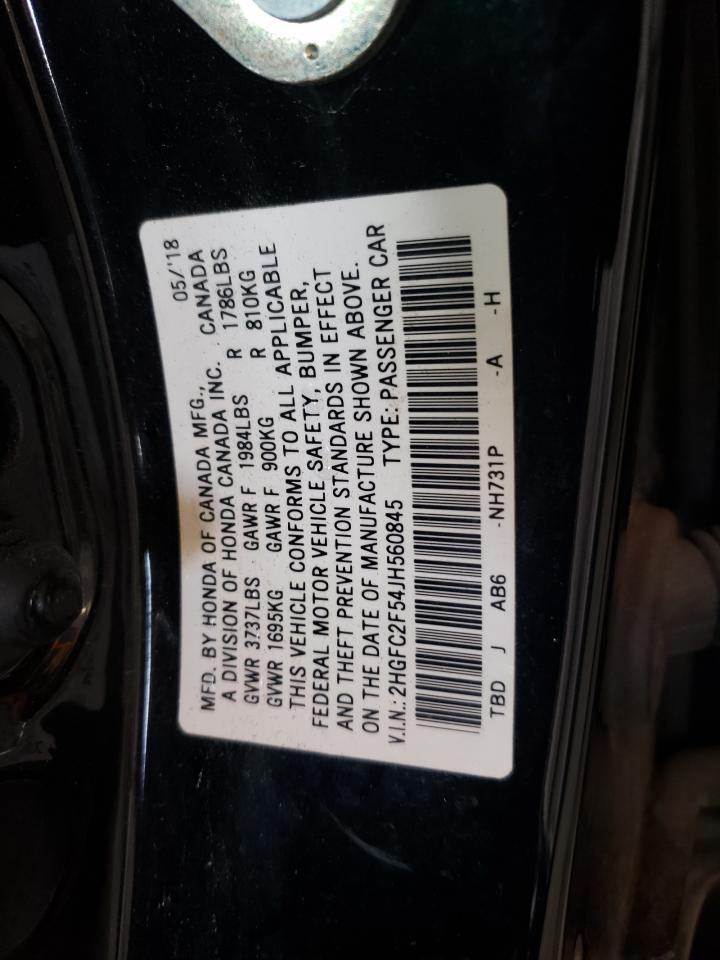 05/'18
MFD. BY HONDA OF CANADA MFG.,
A DIVISION OF HONDA CANADA INC. CANADA
GVWR 3737LBS GAWR F 1984LBS R 1786LBS
GVWR 1695KG GAWR F 900KG R 810KG
THIS VEHICLE CONFORMS TO ALL APPLICABLE
FEDERAL MOTOR VEHICLE SAFETY, BUMPER,
AND THEFT PREVENTION STANDARDS IN EFFECT
ON THE DATE OF MANUFACTURE SHOWN ABOVE.
V.I.N.: 2HGFC2F54JH560845 TYPE: PASSENGER CAR
TBD J AB6 -NH731P -A -H